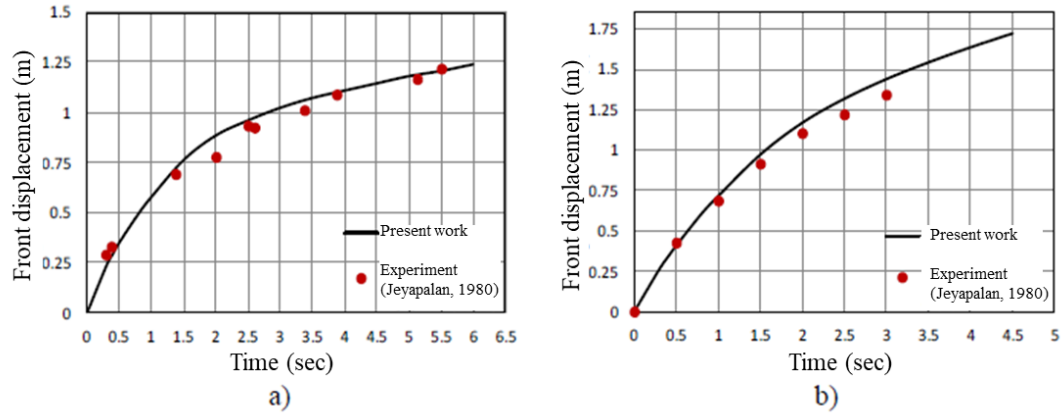 1.5
1.25
1
0.75
0.5
0.25
0
Front displacement (m)
Present work
Experiment
(Jeyapalan, 1980)
0 0.5 1 1.5 2 2.5 3 3.5 4 4.5 5 5.5 6 6.5
Time (sec)
a)
1.75
1.5
1.25
1
0.75
0.5
0.25
0
Front displacement (m)
Present work
Experiment
(Jeyapalan, 1980)
0 0.5 1 1.5 2 2.5 3 3.5 4 4.5 5
Time (sec)
b)